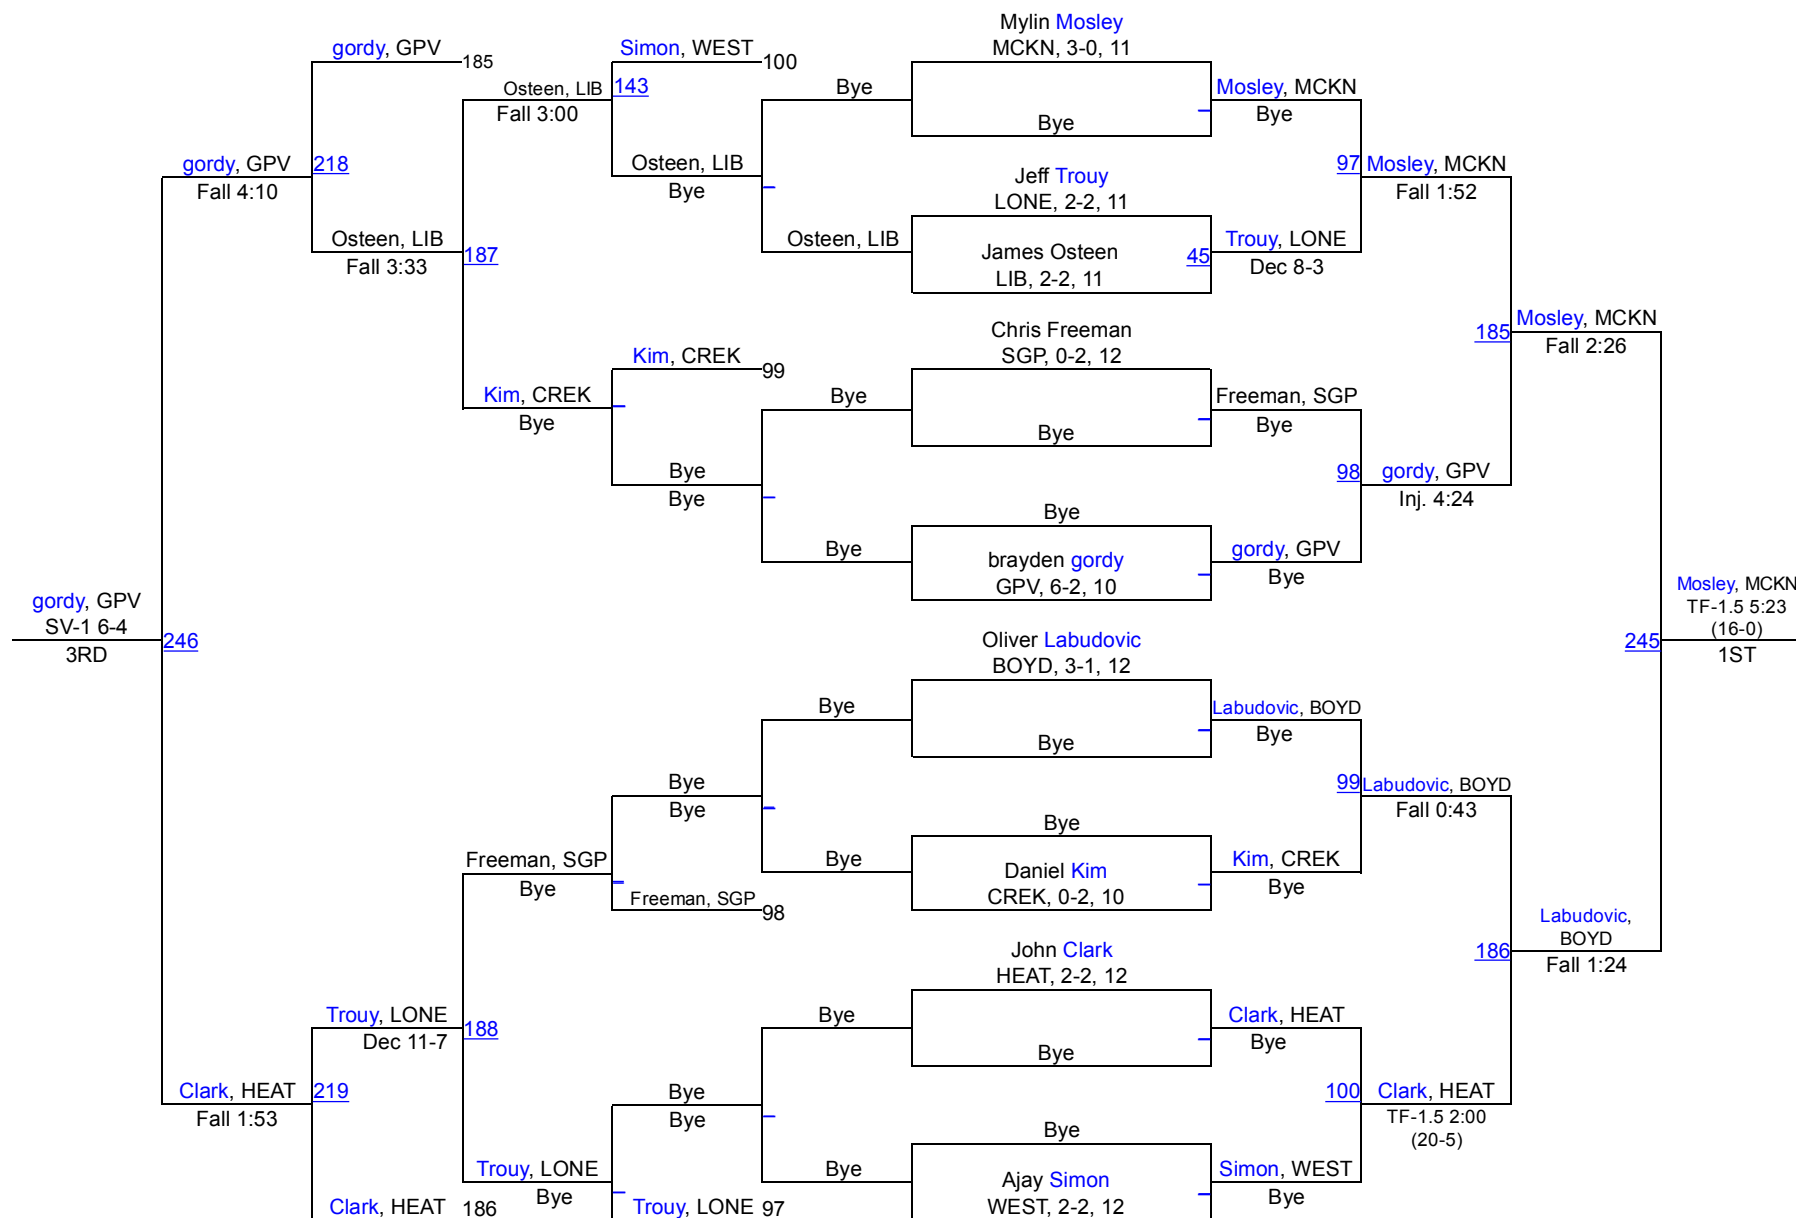 Mylin Mosley
gordy, GPV
185
Simon, WEST
100
MCKN, 3-0, 11
Osteen, LIB
143
Bye
Mosley, MCKN
Fall 3:00
Bye
Bye
gordy, GPV
218
Osteen, LIB
97
Mosley, MCKN
Fall 4:10
Bye
Jeff Trouy
Fall 1:52
LONE, 2-2, 11
Osteen, LIB
187
Osteen, LIB
James Osteen
45
Trouy, LONE
Fall 3:33
LIB, 2-2, 11
Dec 8-3
Chris Freeman
185
Mosley, MCKN
Kim, CREK
99
SGP, 0-2, 12
Fall 2:26
Kim, CREK
Bye
Freeman, SGP
Bye
Bye
Bye
Bye
98
gordy, GPV
Bye
Inj. 4:24
Bye
Bye
brayden gordy
gordy, GPV
GPV, 6-2, 10
Bye
gordy, GPV
Mosley, MCKN
SV-1 6-4
TF-1.5 5:23
(16-0)
246
Oliver Labudovic
245
3RD
BOYD, 3-1, 12
1ST
Bye
Labudovic, BOYD
Bye
Bye
Bye
99
Labudovic, BOYD
Bye
Fall 0:43
Bye
Freeman, SGP
Bye
Daniel Kim
Kim, CREK
Bye
CREK, 0-2, 10
Bye
Freeman, SGP
98
Labudovic,
BOYD
John Clark
186
Fall 1:24
HEAT, 2-2, 12
Trouy, LONE
188
Bye
Clark, HEAT
Dec 11-7
Bye
Bye
Clark, HEAT
219
Bye
100
Clark, HEAT
Fall 1:53
Bye
TF-1.5 2:00
(20-5)
Bye
Trouy, LONE
Bye
Ajay Simon
Simon, WEST
Bye
WEST, 2-2, 12
Bye
Clark, HEAT
186
Trouy, LONE
97